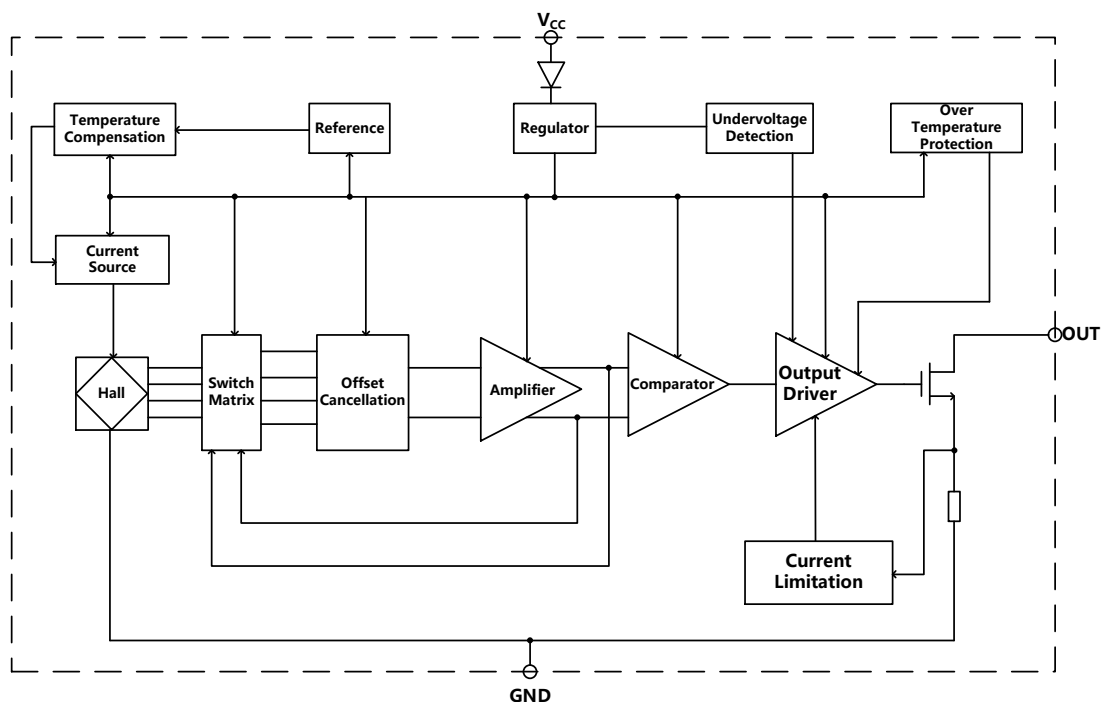 VCC
Temperature
Compensation
Reference
Regulator
Undervoltage
Detection
Over
Temperature
Protection
Current
Source
OUT
Hall
Switch
Matrix
Offset
Cancellation
Amplifier
Comparator
Output
Driver
Current
Limitation
GND